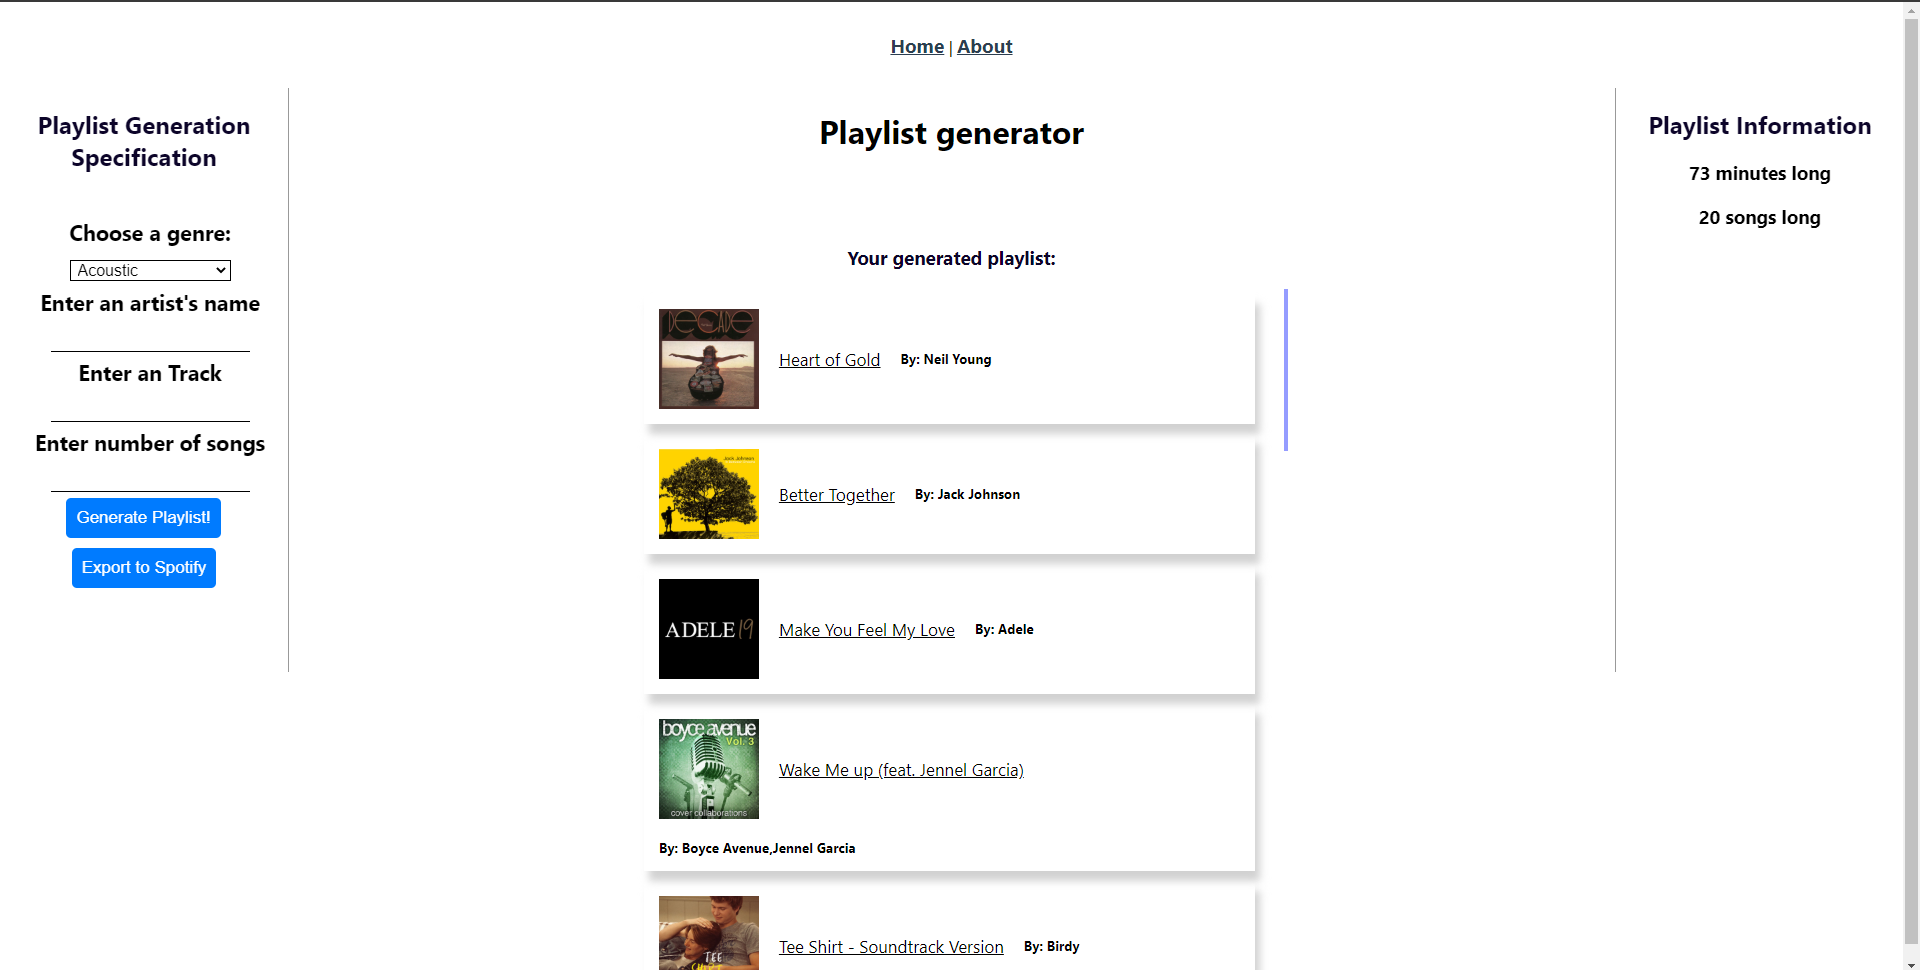 Home | About
Playlist Generation
Specification
Choose a genre:
Acoustic
Enter an artist's name
Enter an Track
Enter number of songs
Generate Playlist!
Export to Spotify
Playlist generator
Your generated playlist:
DECADE
Heart of Gold By: Neil Young
Jack Johnson
Better Together By: Jack Johnson
ADELE 19
Make You Feel My Love By: Adele
boyce avenue
Vol. 3
cover collaborations
Wake Me up (feat. Jennel Garcia)
By: Boyce Avenue,Jennel Garcia
TEE
Tee Shirt - Soundtrack Version By: Birdy
Playlist Information
73 minutes long
20 songs long